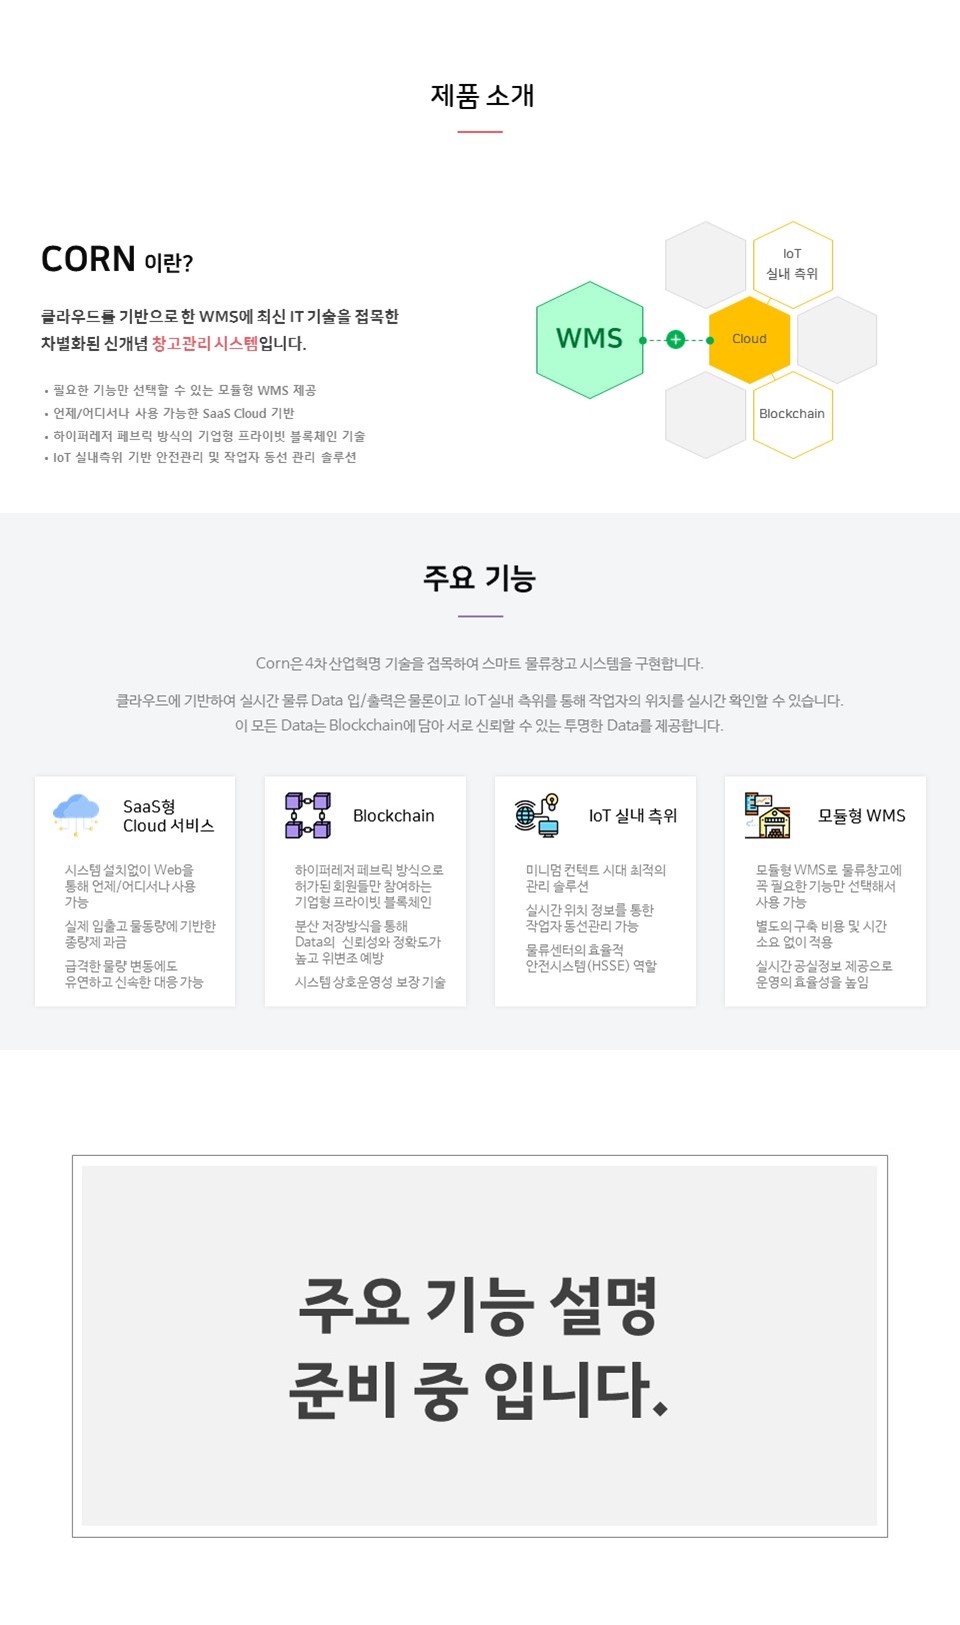 제품 소개
CORN 이란?
클라우드를 기반으로 한 WMS에 최신 IT 기술을 접목한
차별화된 신개념 창고관리 시스템입니다.
• 필요한 기능만 선택할 수 있는 모듈형 WMS 제공
• 언제/어디서나 사용 가능한 SaaS Cloud 기반
• 하이퍼레저 페브릭 방식의 기업형 프라이빗 블록체인 기술
• IoT 실내측위 기반 안전관리 및 작업자 동선 관리 솔루션
WMS
IoT
실내 측위
Cloud
Blockchain
주요 기능
Corn은 4차 산업혁명 기술을 접목하여 스마트 물류창고 시스템을 구현합니다.
클라우드에 기반하여 실시간 물류 Data 입/출력은 물론이고 IoT 실내 측위를 통해 작업자의 위치를 실시간 확인할 수 있습니다.
이 모든 Data는 Blockchain에 담아 서로 신뢰할 수 있는 투명한 Data를 제공합니다.
SaaS형
Cloud 서비스
시스템 설치없이 Web을
통해 언제/어디서나 사용
가능
실제 입출고 물동량에 기반한
종량제 과금
급격한 물량 변동에도
유연하고 신속한 대응 가능
Blockchain
하이퍼레저 페브릭 방식으로
허가된 회원들만 참여하는
기업형 프라이빗 블록체인
분산 저장방식을 통해
Data의 신뢰성와 정확도가
높고 위변조 예방
시스템 상호운영성 보장 기술
IoT 실내 측위
미니멈 컨텍트 시대 최적의
관리 솔루션
실시간 위치 정보를 통한
작업자 동선관리 가능
물류센터의 효율적
안전시스템(HSSE) 역할
모듈형 WMS
모듈형 WMS로 물류창고에
꼭 필요한 기능만 선택해서
사용 가능
별도의 구축 비용 및 시간
소요 없이 적용
실시간 공실정보 제공으로
운영의 효율성을 높임
주요 기능 설명
준비 중 입니다.